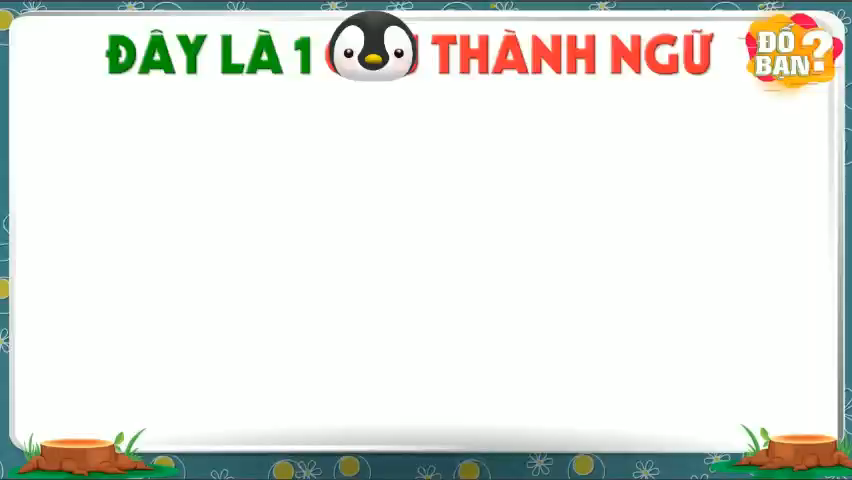 ĐÂY LÀ 1 THÀNH NGỮ
ĐỐ
BẠN?